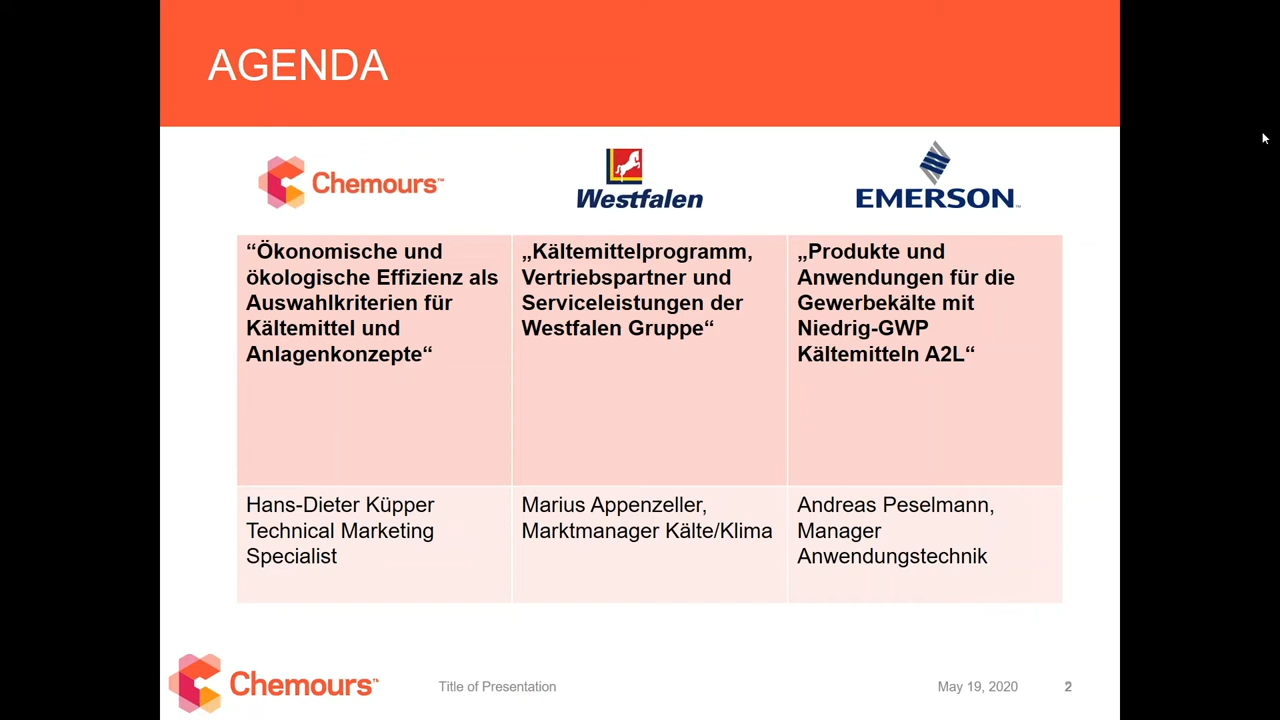 AGENDA
Chemours™
Westfalen
EMERSON™
“Ökonomische und
ökologische Effizienz als
Auswahlkriterien für
Kältemittel und
Anlagenkonzepte“
„Kältemittelprogramm,
Vertriebspartner und
Serviceleistungen der
Westfalen Gruppe“
„Produkte und
Anwendungen für die
Gewerbekälte mit
Niedrig-GWP
Kältemitteln A2L“
Hans-Dieter Küpper
Technical Marketing
Specialist
Marius Appenzeller,
Marktmanager Kälte/Klima
Andreas Peselmann,
Manager
Anwendungstechnik
Chemours™
Title of Presentation
May 19, 2020
2